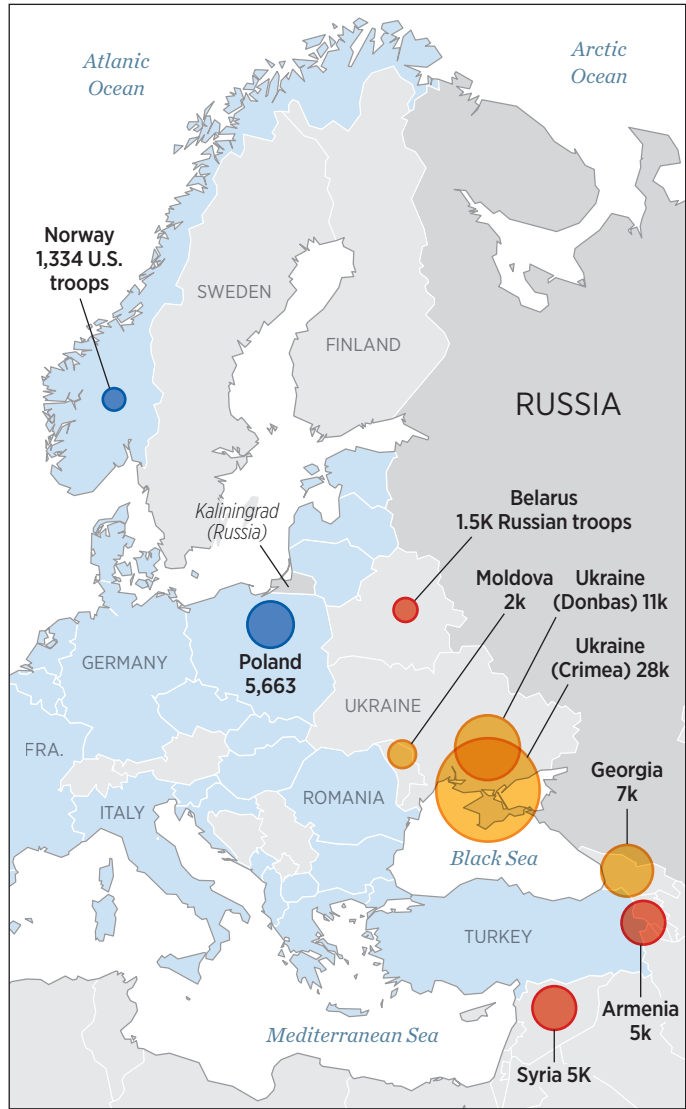 Atlanic
Ocean
Arctic
Ocean
Norway
1,334 U.S.
troops
SWEDEN
FINLAND
RUSSIA
Kaliningrad
(Russia)
Belarus
1.5K Russian troops
Moldova
2k
Ukraine
(Donbas) 11k
Ukraine
(Crimea) 28k
GERMANY
Poland
5,663
UKRAINE
FRA.
ITALY
ROMANIA
Georgia
7k
Black Sea
TURKEY
Armenia
5k
Mediterranean Sea
Syria 5K